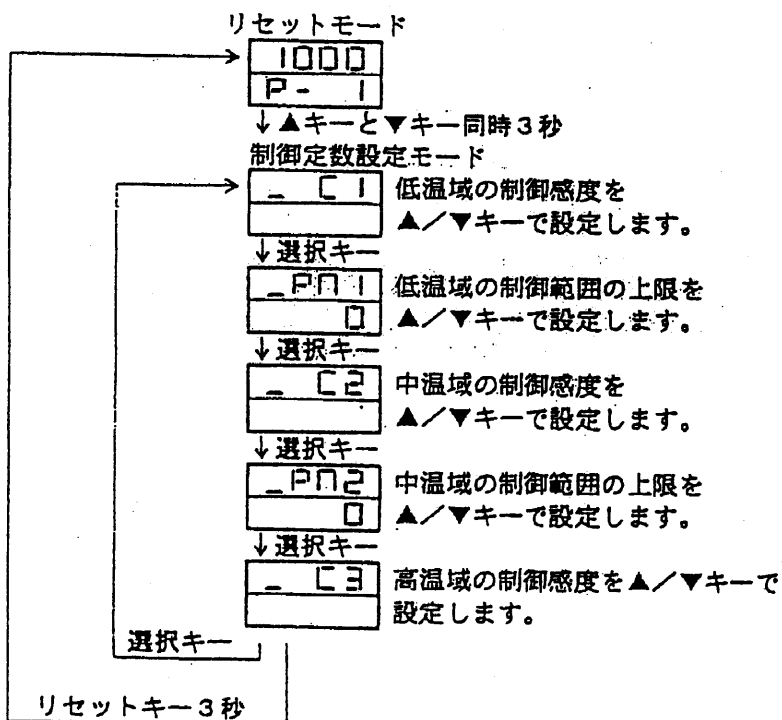 リセットモード
1000
P- 1
↓▲キーと▼キー同時3秒
制御定数設定モード
_ C1
低温域の制御感度を
▲/▼キーで設定します。
↓選択キー
_Pn1
0
低温域の制御範囲の上限を
▲/▼キーで設定します。
↓選択キー
_ C2
中温域の制御感度を
▲/▼キーで設定します。
↓選択キー
_Pn2
0
中温域の制御範囲の上限を
▲/▼キーで設定します。
↓選択キー
_ C3
高温域の制御感度を▲/▼キーで
設定します。
選択キー
リセットキー3秒